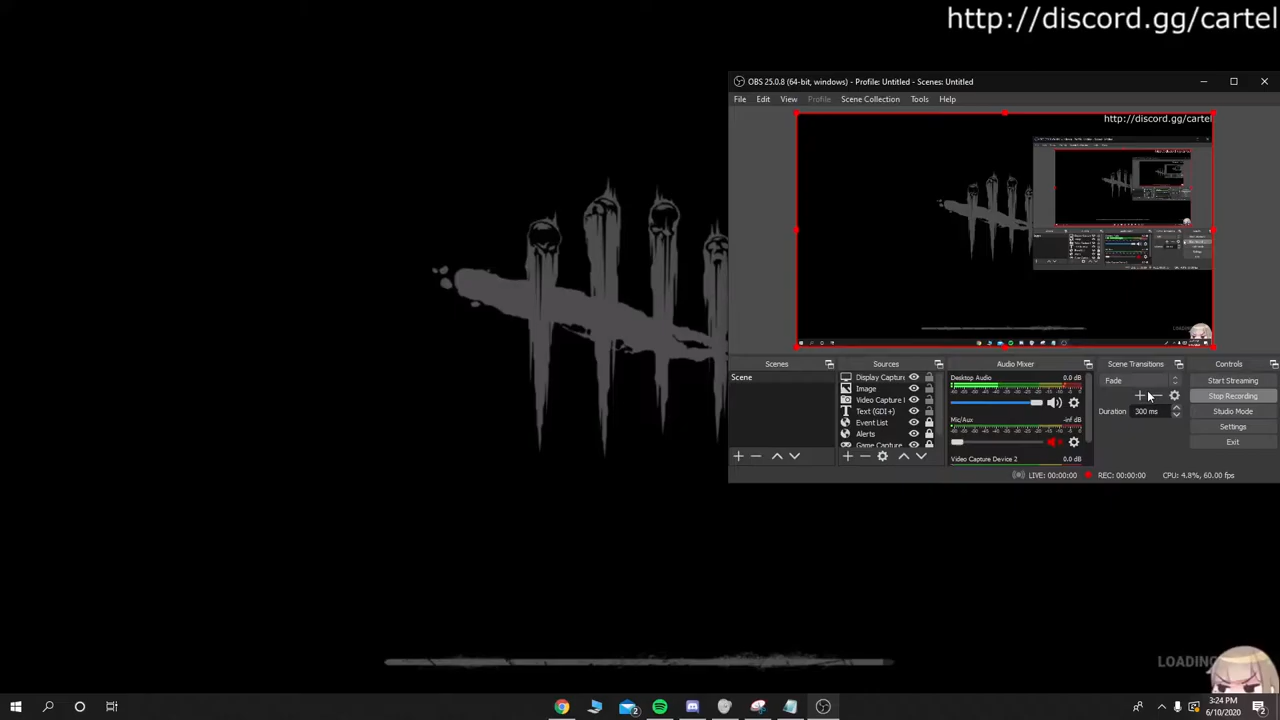 http://discord.gg/cartel
OBS 25.0.8 (64-bit, windows) - Profile: Untitled - Scenes: Untitled
File Edit View Profile Scene Collection Tools Help
http://discord.gg/cartel
Scenes Sources Audio Mixer Scene Transitions Controls
Scene
Display Capture
Image
Video Capture
Text (GDI+)
Event List
Alerts
Game Capture
Desktop Audio 0.0 dB
Mic/Aux -inf dB
Video Capture Device 2 0.0 dB
Fade
Duration 300 ms
Start Streaming
Stop Recording
Studio Mode
Settings
Exit
LIVE: 00:00:00 REC: 00:00:00 CPU: 4.8%, 60.00 fps
LOADING
2
3:24 PM
6/10/2020
2